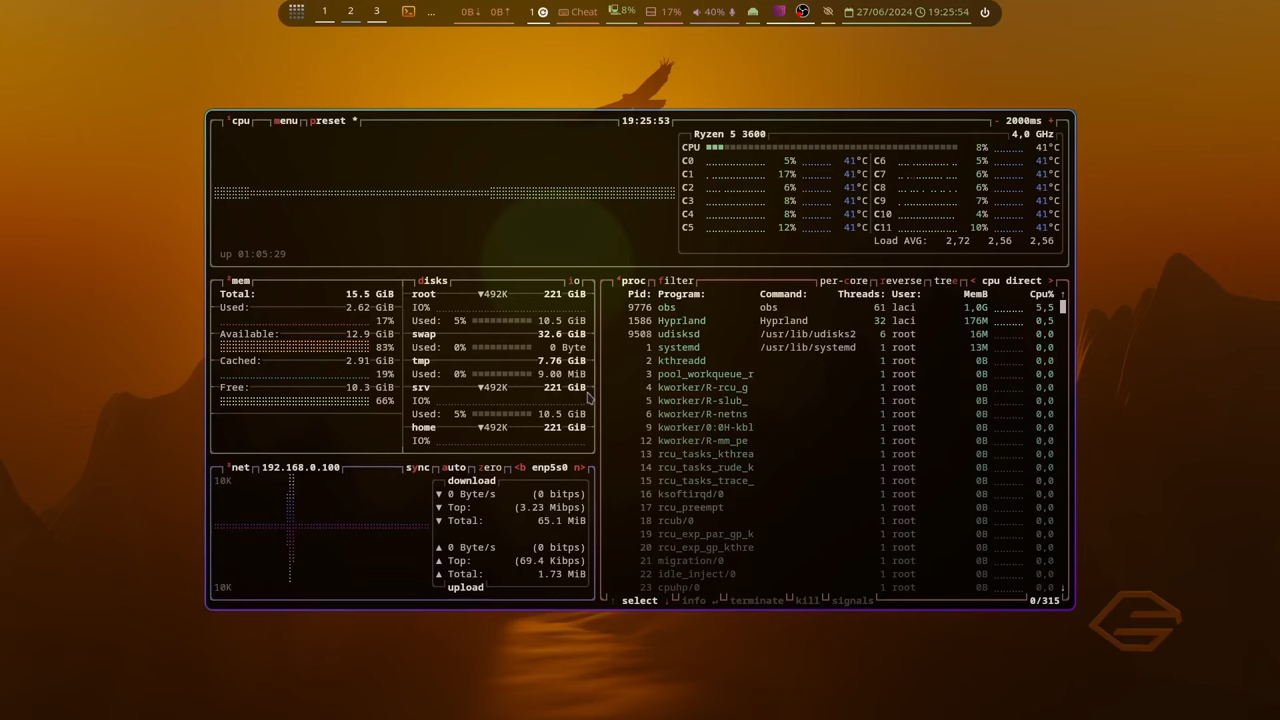 1 2 3 ... 0B↓ 0B↑ 1 Cheat 8% 17% 40% 27/06/2024 19:25:54
¹cpu menu preset * 19:25:53 - 2000ms +
Ryzen 5 3600 4,0 GHz
CPU 8% 41°C
C0 5% 41°C C6 5% 41°C
C1 17% 41°C C7 6% 41°C
C2 6% 41°C C8 6% 41°C
C3 8% 41°C C9 7% 41°C
C4 8% 41°C C10 4% 41°C
C5 12% 41°C C11 10% 41°C
Load AVG: 2,72 2,56 2,56
up 01:05:29
²mem
Total: 15.5 GiB
Used: 2.62 GiB
17%
Available: 12.9 GiB
83%
Cached: 2.91 GiB
19%
Free: 10.3 GiB
66%
disks io
root ▼492K 221 GiB
IO%
Used: 5% 10.5 GiB
swap 32.6 GiB
Used: 0% 0 Byte
tmp 7.76 GiB
Used: 0% 9.00 MiB
srv ▼492K 221 GiB
IO%
Used: 5% 10.5 GiB
home ▼492K 221 GiB
IO%
³net 192.168.0.100 sync auto zero <b enp5s0 n>
10K
10K
download
▼ 0 Byte/s (0 bitps)
▼ Top: (3.23 Mibps)
▼ Total: 65.1 MiB
▲ 0 Byte/s (0 bitps)
▲ Top: (69.4 Kibps)
▲ Total: 1.73 MiB
upload
⁴proc filter per-core reverse tree < cpu direct >
Pid: Program: Command: Threads: User: MemB Cpu% ↑
9776 obs obs 61 laci 1,0G 5,5
1586 Hyprland Hyprland 32 laci 176M 0,5
9508 udisksd /usr/lib/udisks2 6 root 16M 0,0
1 systemd /usr/lib/systemd 1 root 13M 0,0
2 kthreadd 1 root 0B 0,0
3 pool_workqueue_r 1 root 0B 0,0
4 kworker/R-rcu_g 1 root 0B 0,0
5 kworker/R-slub_ 1 root 0B 0,0
6 kworker/R-netns 1 root 0B 0,0
9 kworker/0:0H-kbl 1 root 0B 0,0
12 kworker/R-mm_pe 1 root 0B 0,0
13 rcu_tasks_kthrea 1 root 0B 0,0
14 rcu_tasks_rude_k 1 root 0B 0,0
15 rcu_tasks_trace_ 1 root 0B 0,0
16 ksoftirqd/0 1 root 0B 0,0
17 rcu_preempt 1 root 0B 0,0
18 rcub/0 1 root 0B 0,0
19 rcu_exp_par_gp_k 1 root 0B 0,0
20 rcu_exp_gp_kthre 1 root 0B 0,0
21 migration/0 1 root 0B 0,0
22 idle_inject/0 1 root 0B 0,0
23 cpuhp/0 1 root 0B 0,0 ↓
↑ select ↓ info ↵ terminate kill signals 0/315